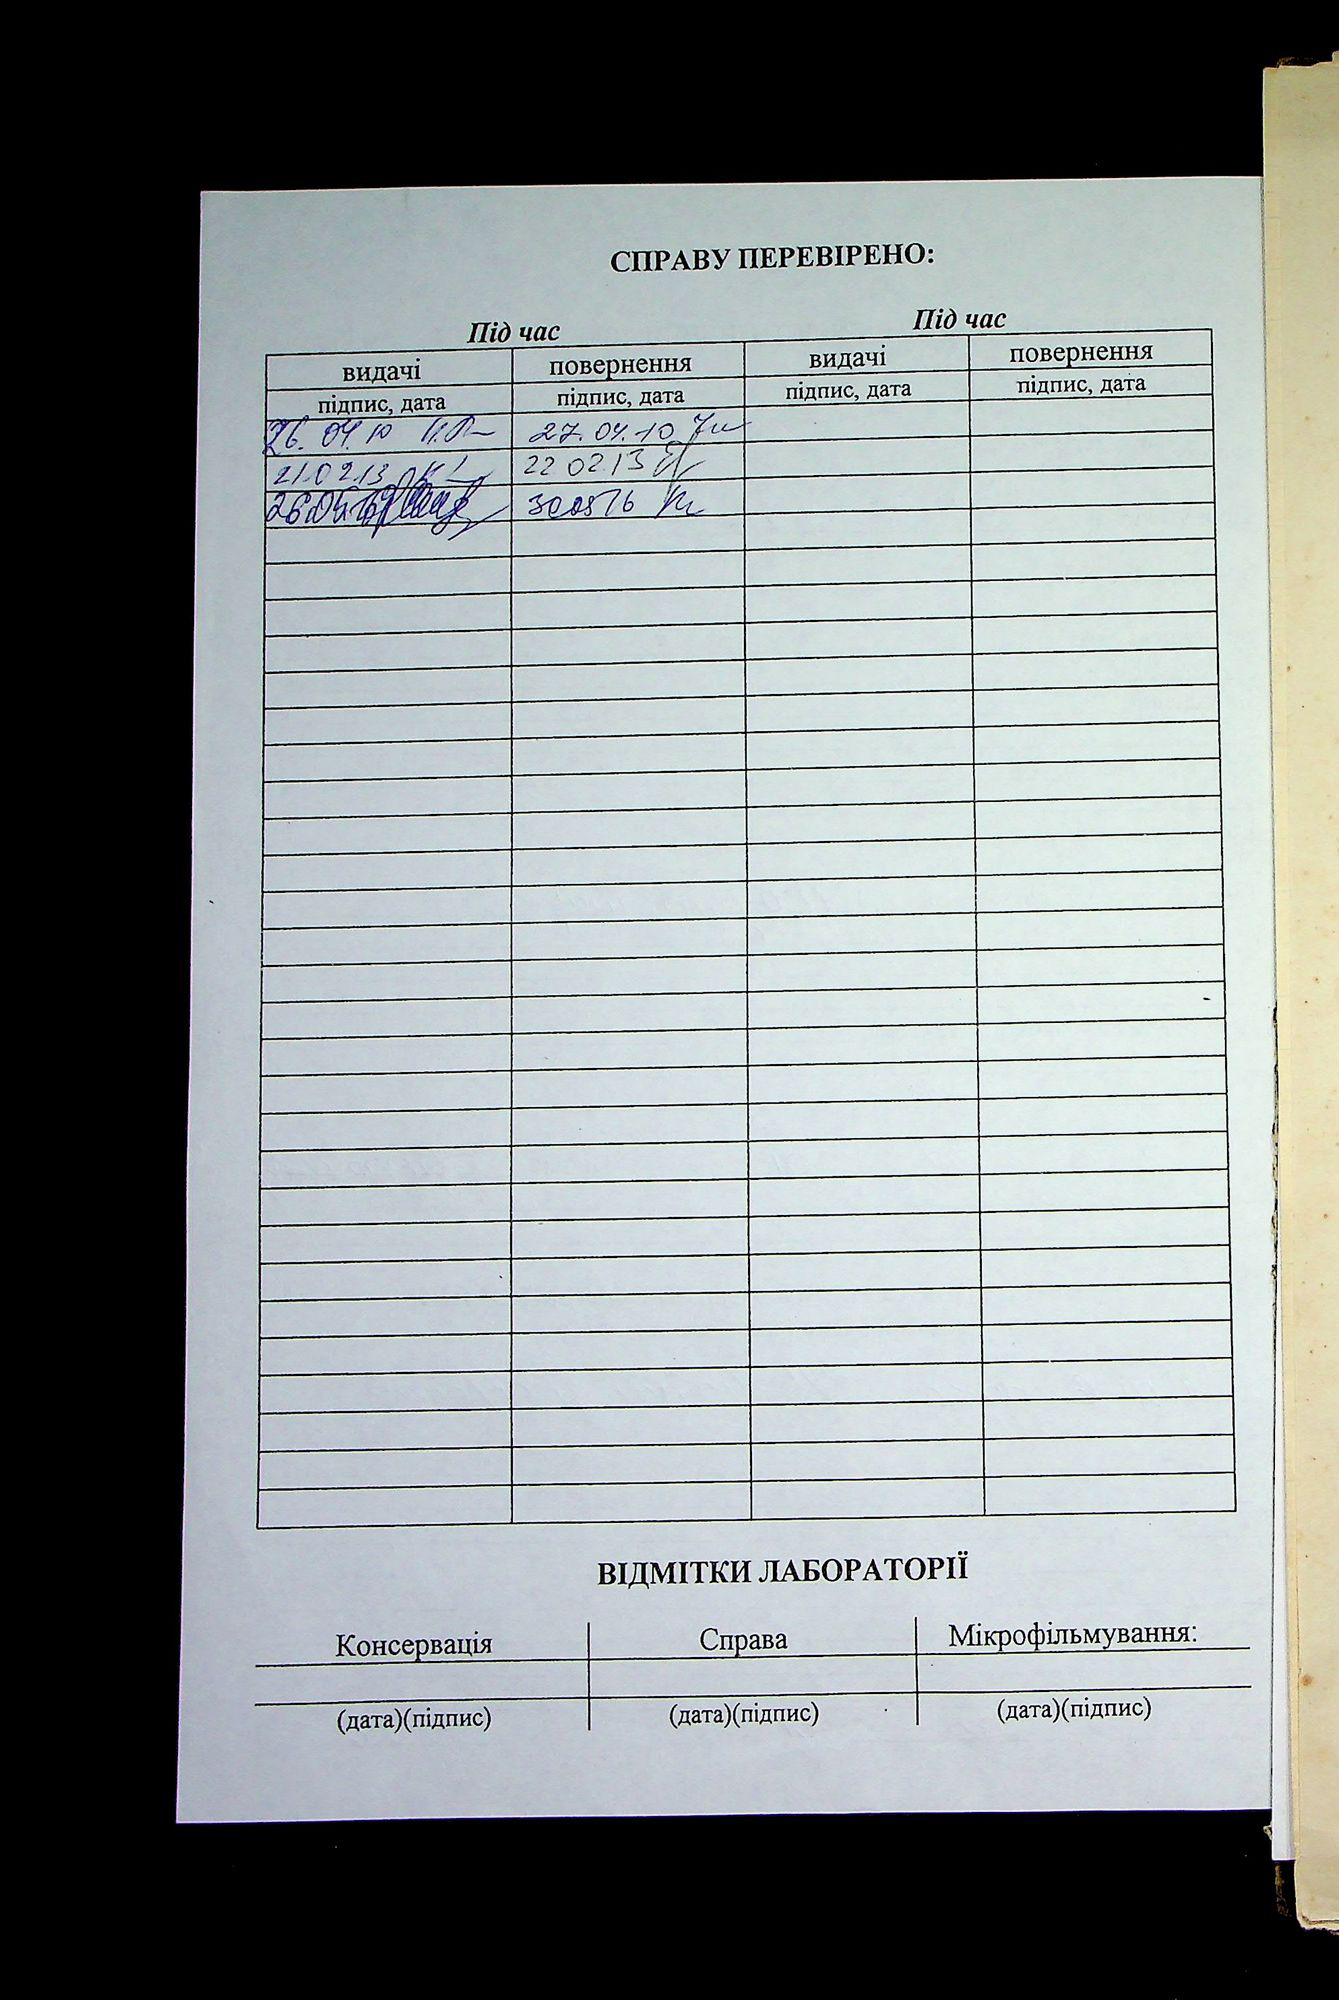 СПРАВУ ПЕРЕВІРЕНО:
Під час Під час
видачі повернення видачі повернення
підпис, дата підпис, дата підпис, дата підпис, дата
26.04.10 27.04.10
21.02.13 22 02.13
ВІДМІТКИ ЛАБОРАТОРІЇ
Консервація Справа Мікрофільмування:
(дата)(підпис) (дата)(підпис) (дата)(підпис)